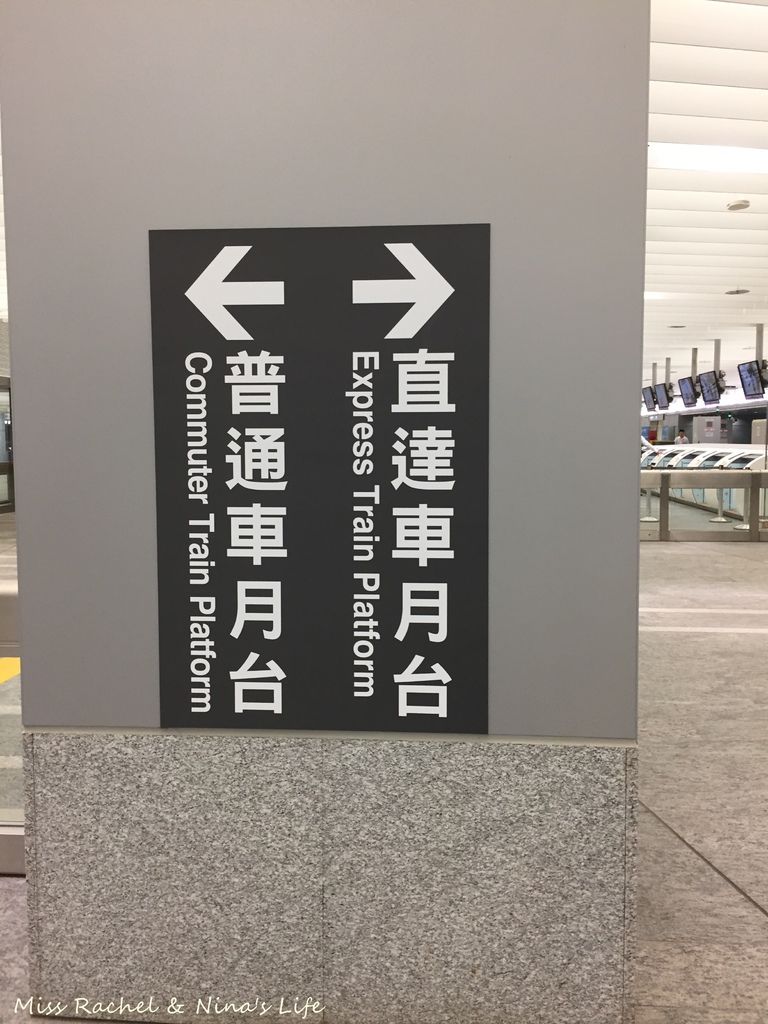 直達車月台
Express Train Platform
普通車月台
Commuter Train Platform
Miss Rachel & Nina's Life